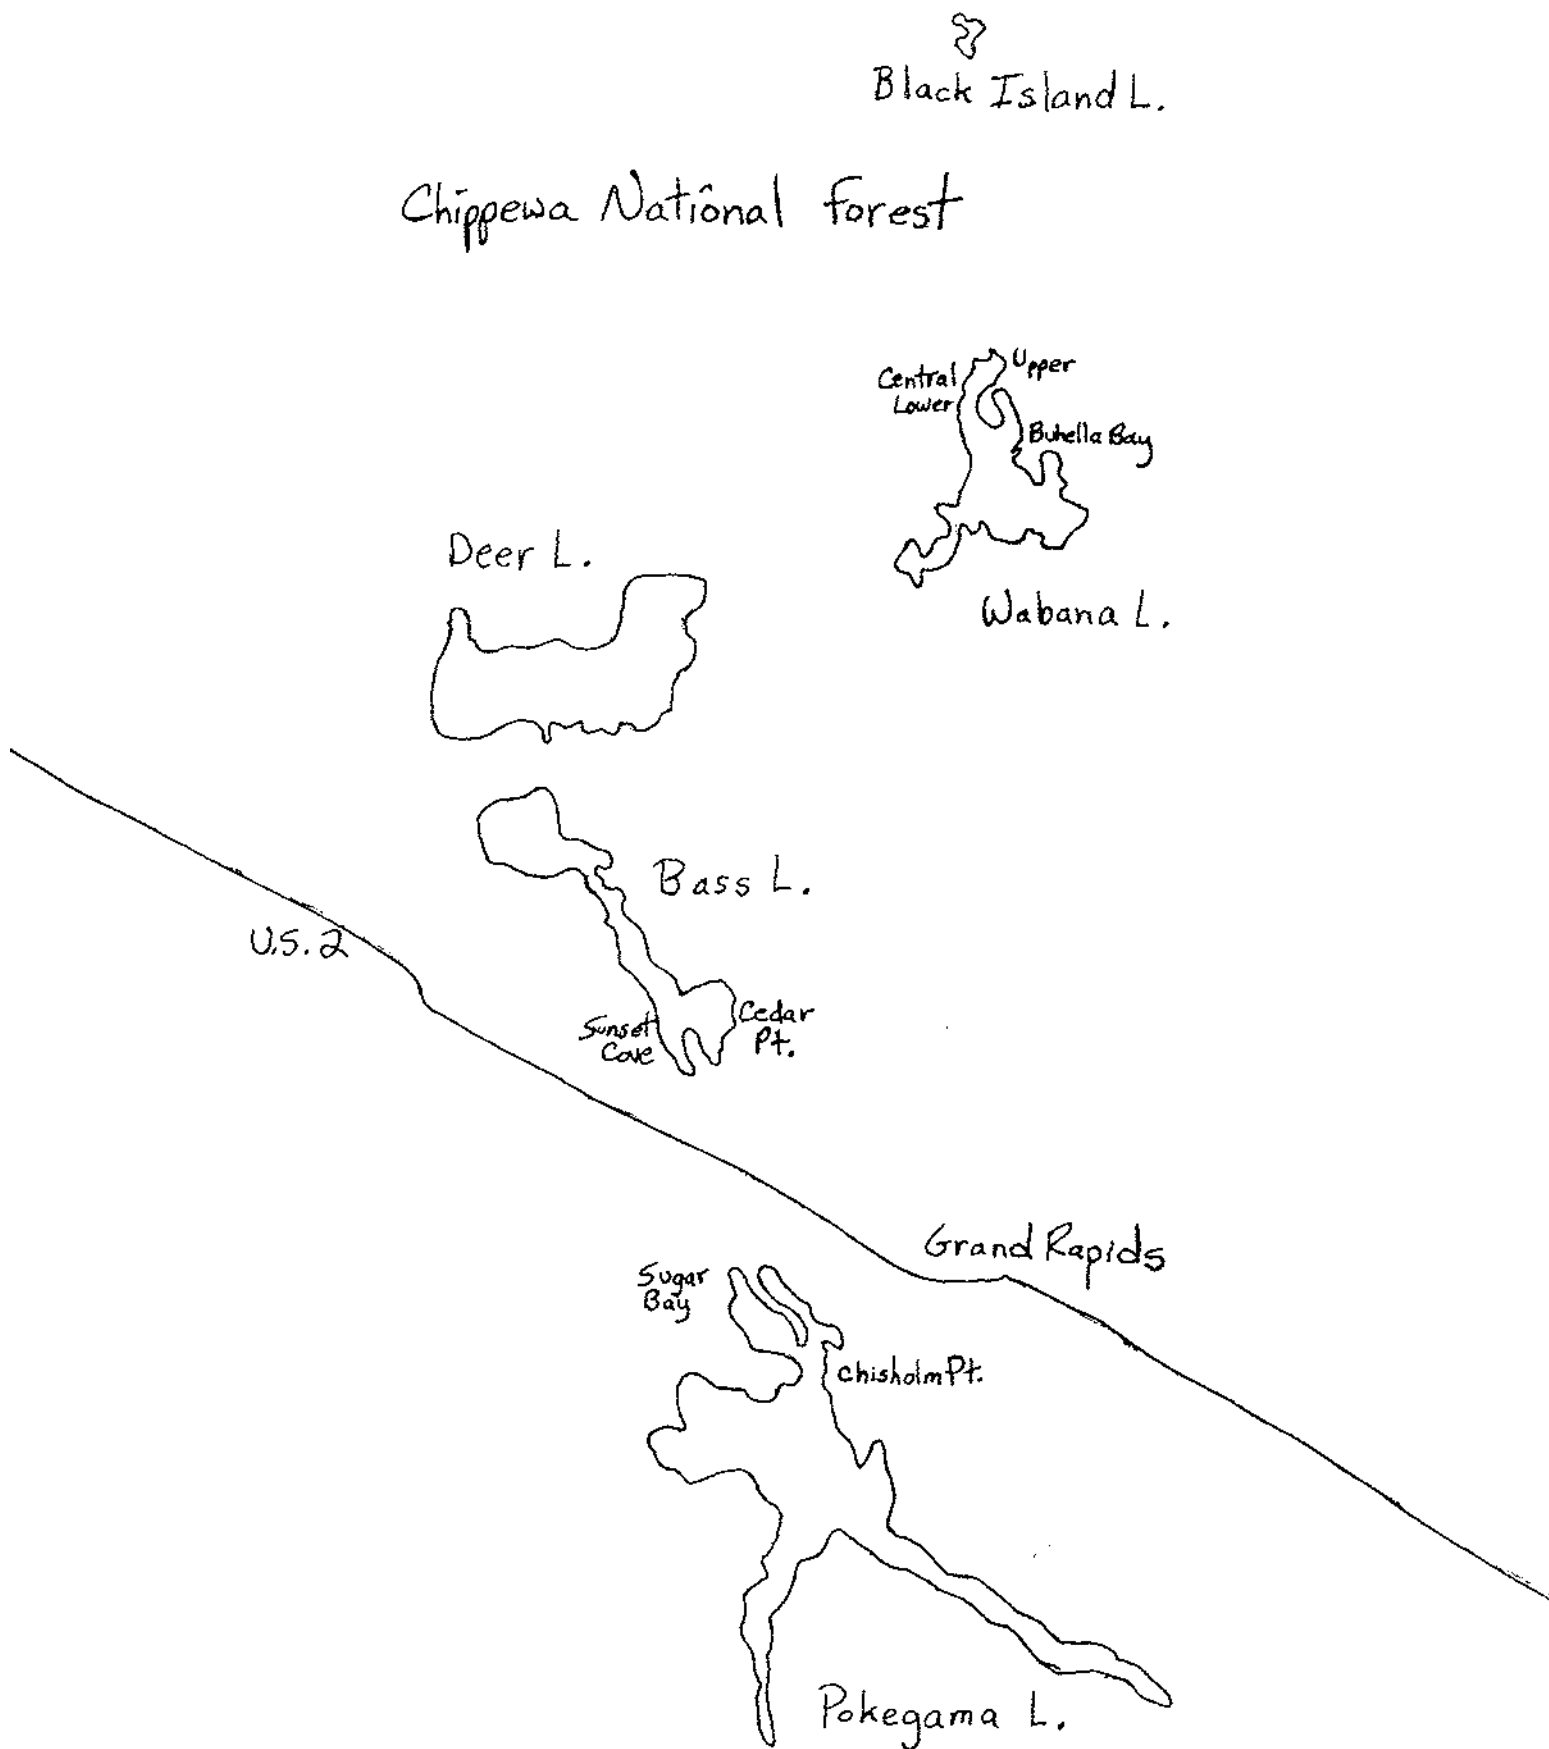 Black Island L.
Chippewa National Forest
Central
Lower
Upper
Buhella Bay
Deer L.
Wabana L.
Bass L.
U.S. 2
Sunset
Cove
Cedar
Pt.
Grand Rapids
Sugar
Bay
Chisholm Pt.
Pokegama L.